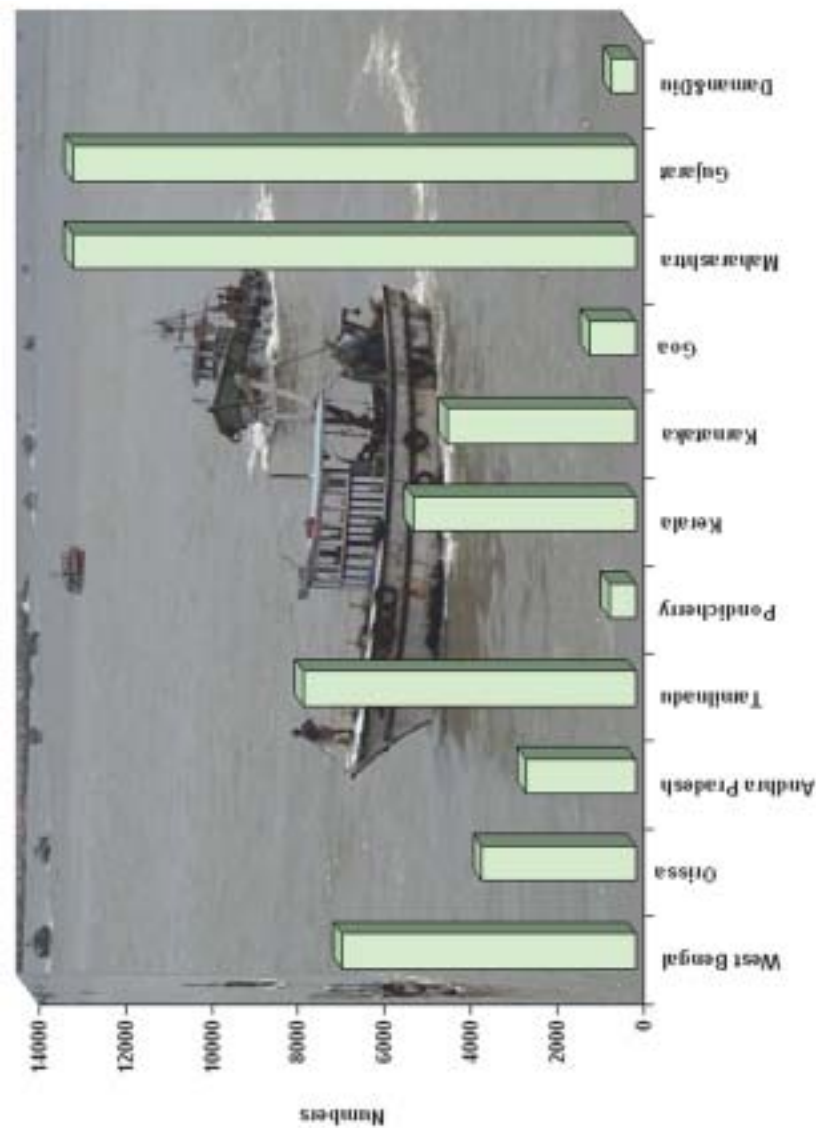 Numbers
14000
12000
10000
8000
6000
4000
2000
0
West Bengal
Orissa
Andhra Pradesh
Tamilnadu
Pondicherry
Kerala
Karnataka
Goa
Maharashtra
Gujarat
Daman&Diu